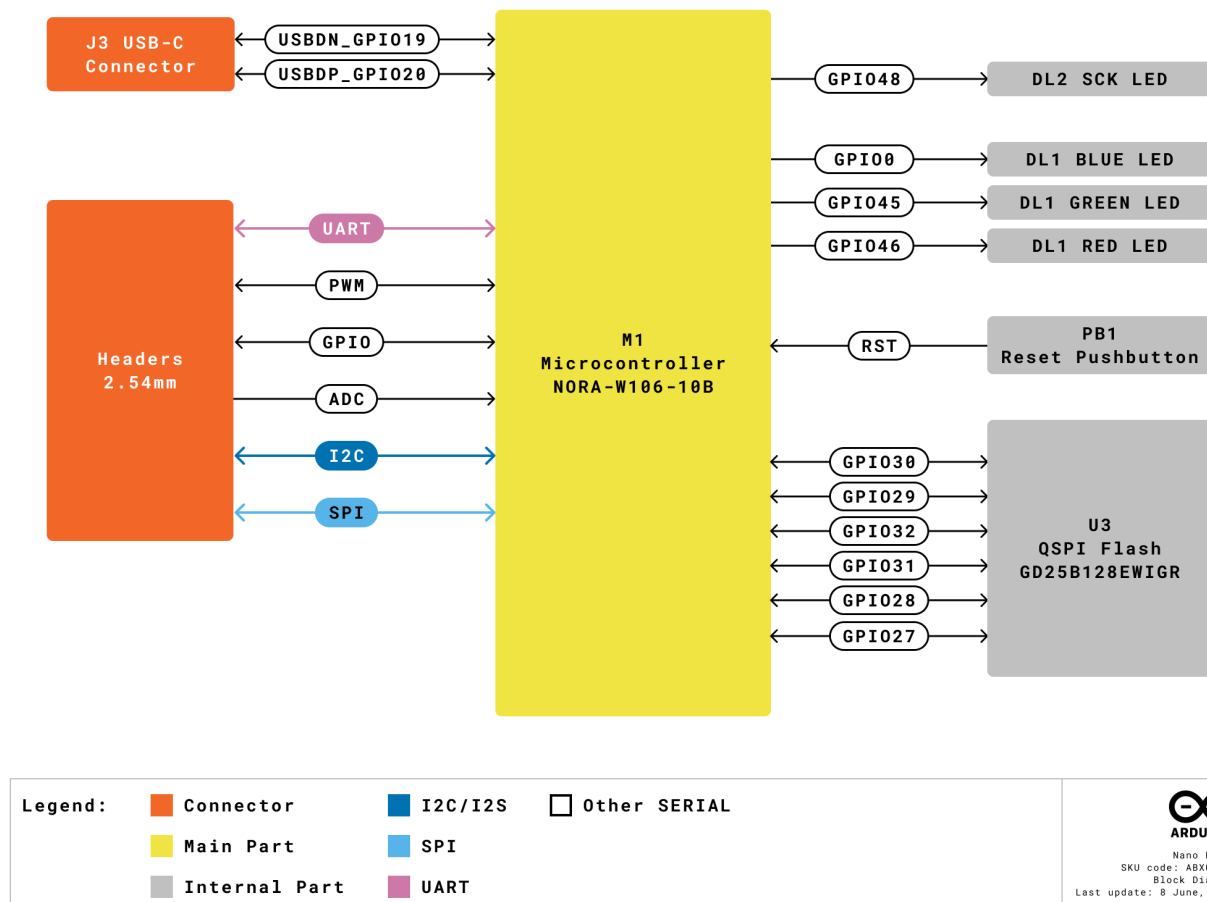 J3 USB-C
Connector
USBDN_GPIO19
USBDP_GPIO20
Headers
2.54mm
UART
PWM
GPIO
ADC
I2C
SPI
M1
Microcontroller
NORA-W106-10B
GPIO48
DL2 SCK LED
GPIO0
DL1 BLUE LED
GPIO45
DL1 GREEN LED
GPIO46
DL1 RED LED
RST
PB1
Reset Pushbutton
GPIO30
GPIO29
GPIO32
GPIO31
GPIO28
GPIO27
U3
QSPI Flash
GD25B128EWIGR
Legend:
Connector
Main Part
Internal Part
I2C/I2S
SPI
UART
Other SERIAL
Nano
SKU code:
Block
Last update: 8 June,